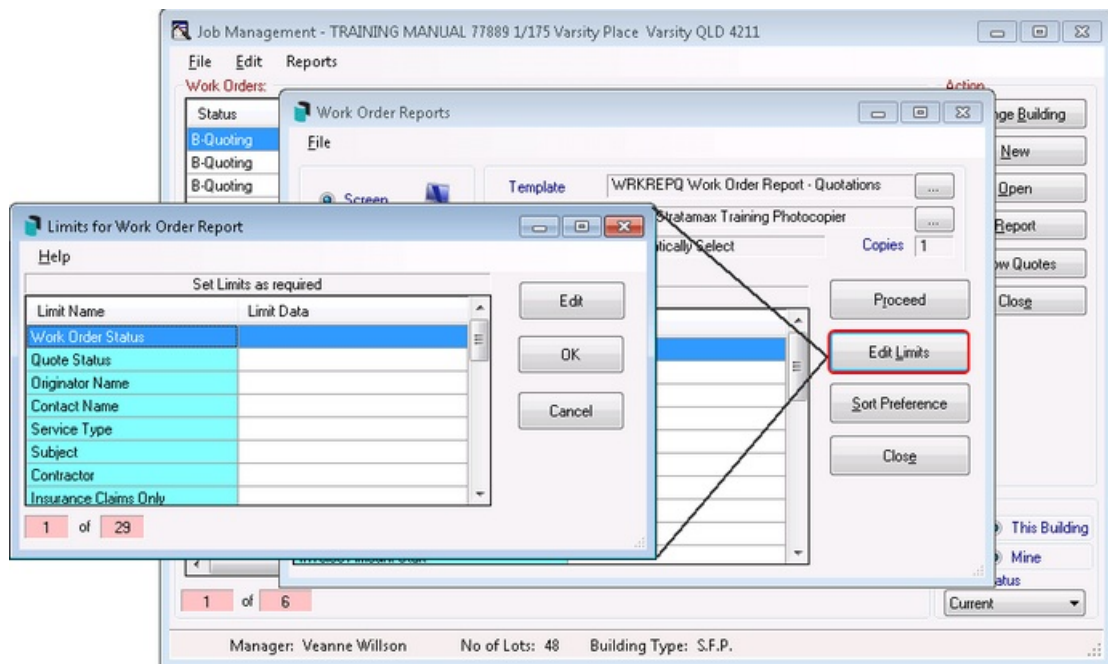 Job Management - TRAINING MANUAL 77889 1/175 Varsity Place Varsity QLD 4211
File Edit Reports
Work Orders:
Status
B-Quoting
B-Quoting
B-Quoting
Action
Building
New
Open
Report
Quotes
Close
This Building
Mine
Current
1 of 6
Manager: Veanne Willson No of Lots: 48 Building Type: S.F.P.
Work Order Reports
File
Screen
Template WRKREPQ Work Order Report - Quotations ...
Stratamax Training Photocopier ...
Select Copies 1
Proceed
Edit Limits
Sort Preference
Close
Limits for Work Order Report
Help
Set Limits as required
Limit Name Limit Data
Work Order Status
Quote Status
Originator Name
Contact Name
Service Type
Subject
Contractor
Insurance Claims Only
Edit
OK
Cancel
1 of 29